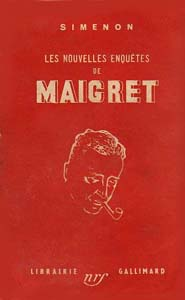 SIMENON
LES NOUVELLES ENQUÊTES
DE
MAIGRET
LIBRAIRIE nrf GALLIMARD